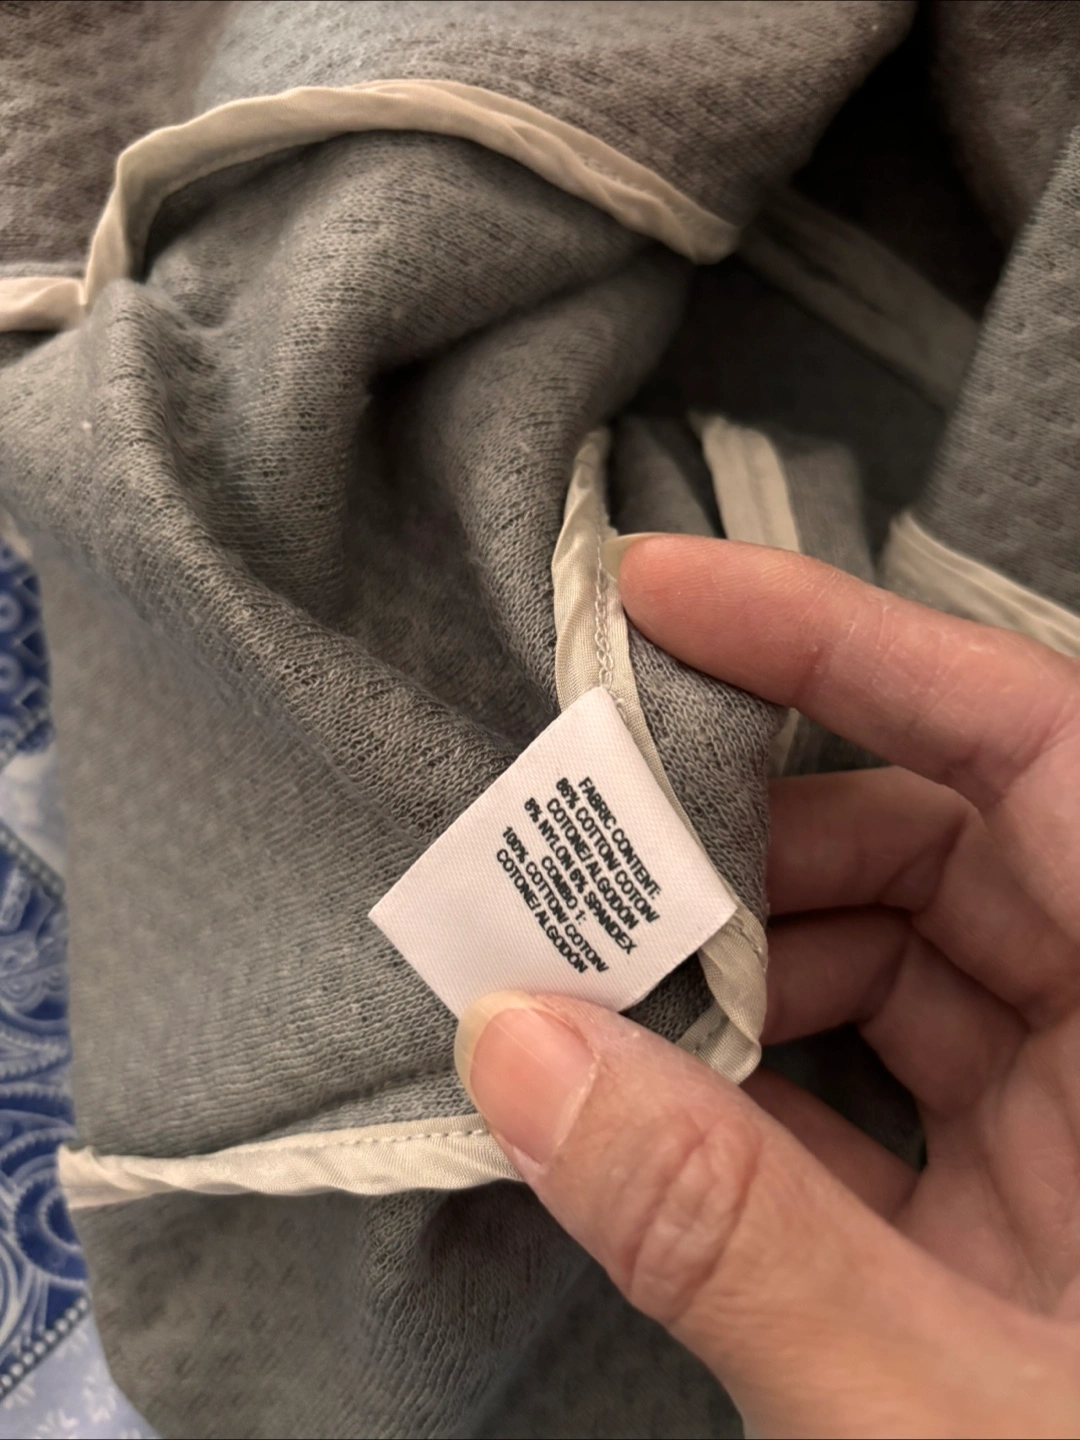 FABRIC CONTENT:
86% COTTON/ COTON/
COTONE/ ALGODÓN
8% NYLON 6% SPANDEX
COMBO 1:
100% COTTON/ COTON/
COTONE/ ALGODÓN